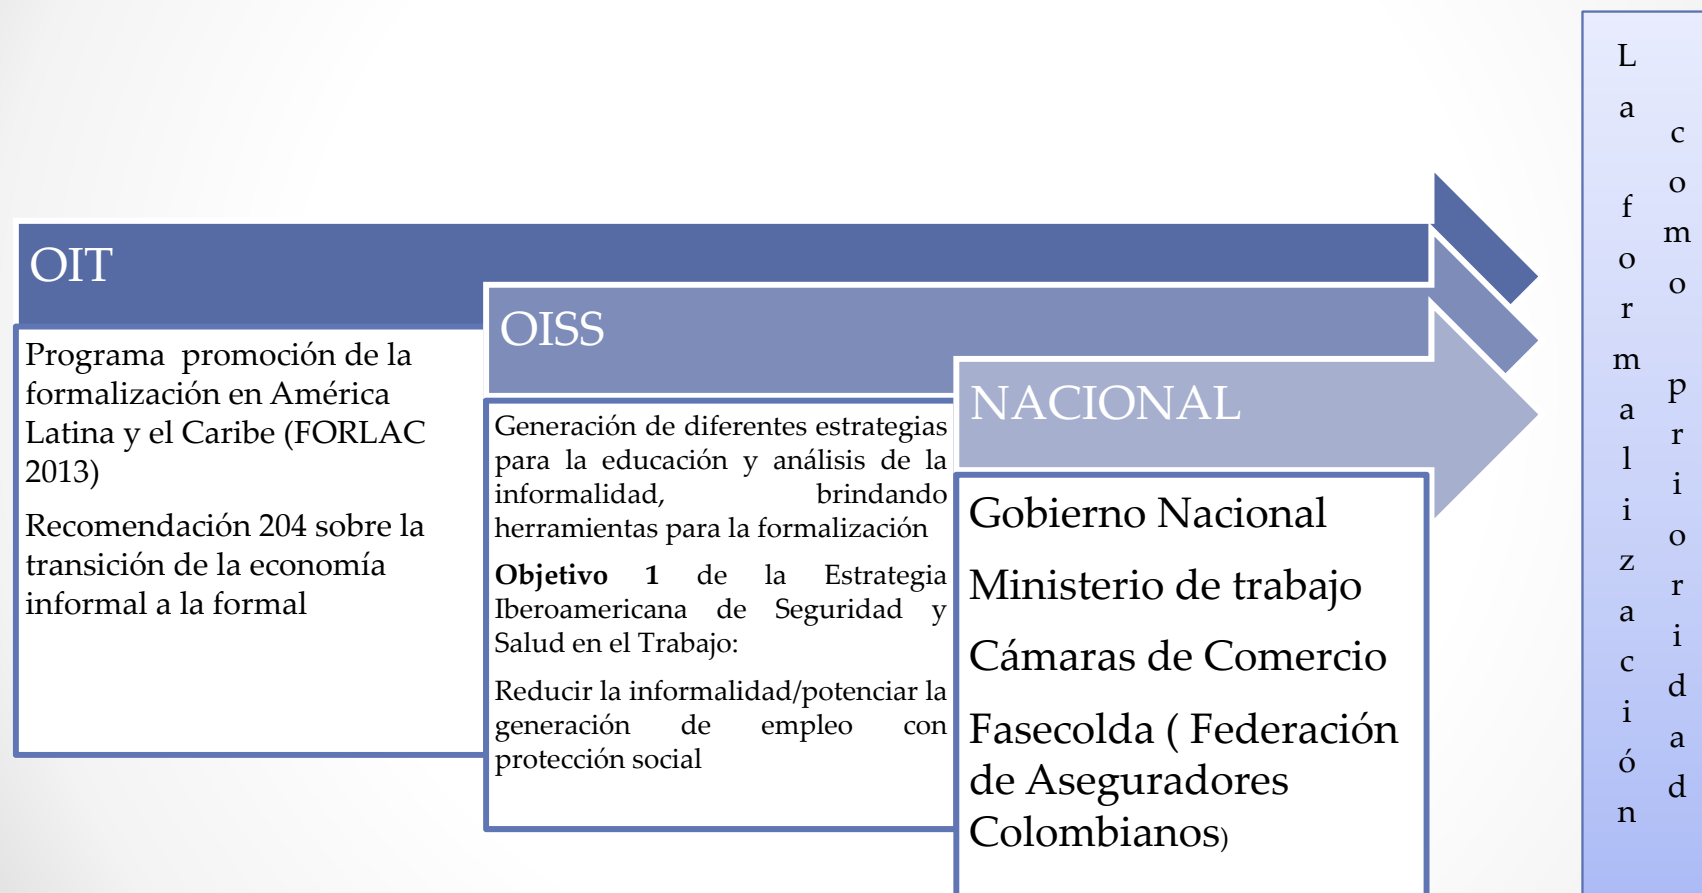 OIT
Programa promoción de la
formalización en América
Latina y el Caribe (FORLAC
2013)
Recomendación 204 sobre la
transición de la economía
informal a la formal
OISS
Generación de diferentes estrategias
para la educación y análisis de la
informalidad, brindando
herramientas para la formalización
Objetivo 1 de la Estrategia
Iberoamericana de Seguridad y
Salud en el Trabajo:
Reducir la informalidad/potenciar la
generación de empleo con
protección social
NACIONAL
Gobierno Nacional
Ministerio de trabajo
Cámaras de Comercio
Fasecolda ( Federación
de Aseguradores
Colombianos)
La formalización
como prioridad